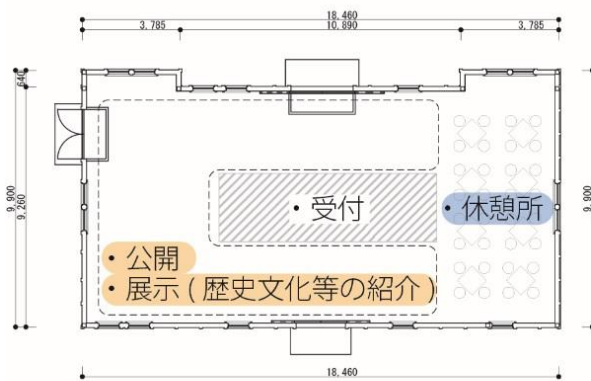 18.460
3.785
10.890
3.785
640
9.900
9.260
9.900
• 受付
• 休憩所
• 公開
• 展示 ( 歴史文化等の紹介 )
18.460